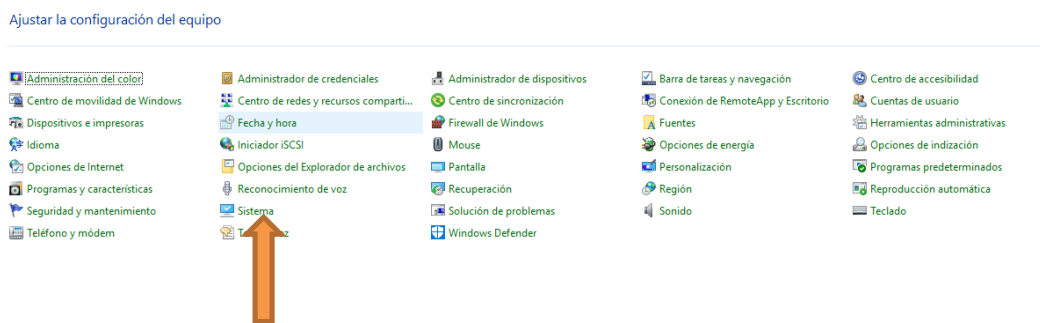 Ajustar la configuración del equipo
Administración del color
Administrador de credenciales
Administrador de dispositivos
Barra de tareas y navegación
Centro de accesibilidad
Centro de movilidad de Windows
Centro de redes y recursos comparti...
Centro de sincronización
Conexión de RemoteApp y Escritorio
Cuentas de usuario
Dispositivos e impresoras
Fecha y hora
Firewall de Windows
Fuentes
Herramientas administrativas
Idioma
Iniciador iSCSI
Mouse
Opciones de energía
Opciones de indización
Opciones de Internet
Opciones del Explorador de archivos
Pantalla
Personalización
Programas predeterminados
Programas y características
Reconocimiento de voz
Recuperación
Región
Reproducción automática
Seguridad y mantenimiento
Sistema
Solución de problemas
Sonido
Teclado
Teléfono y módem
Windows Defender